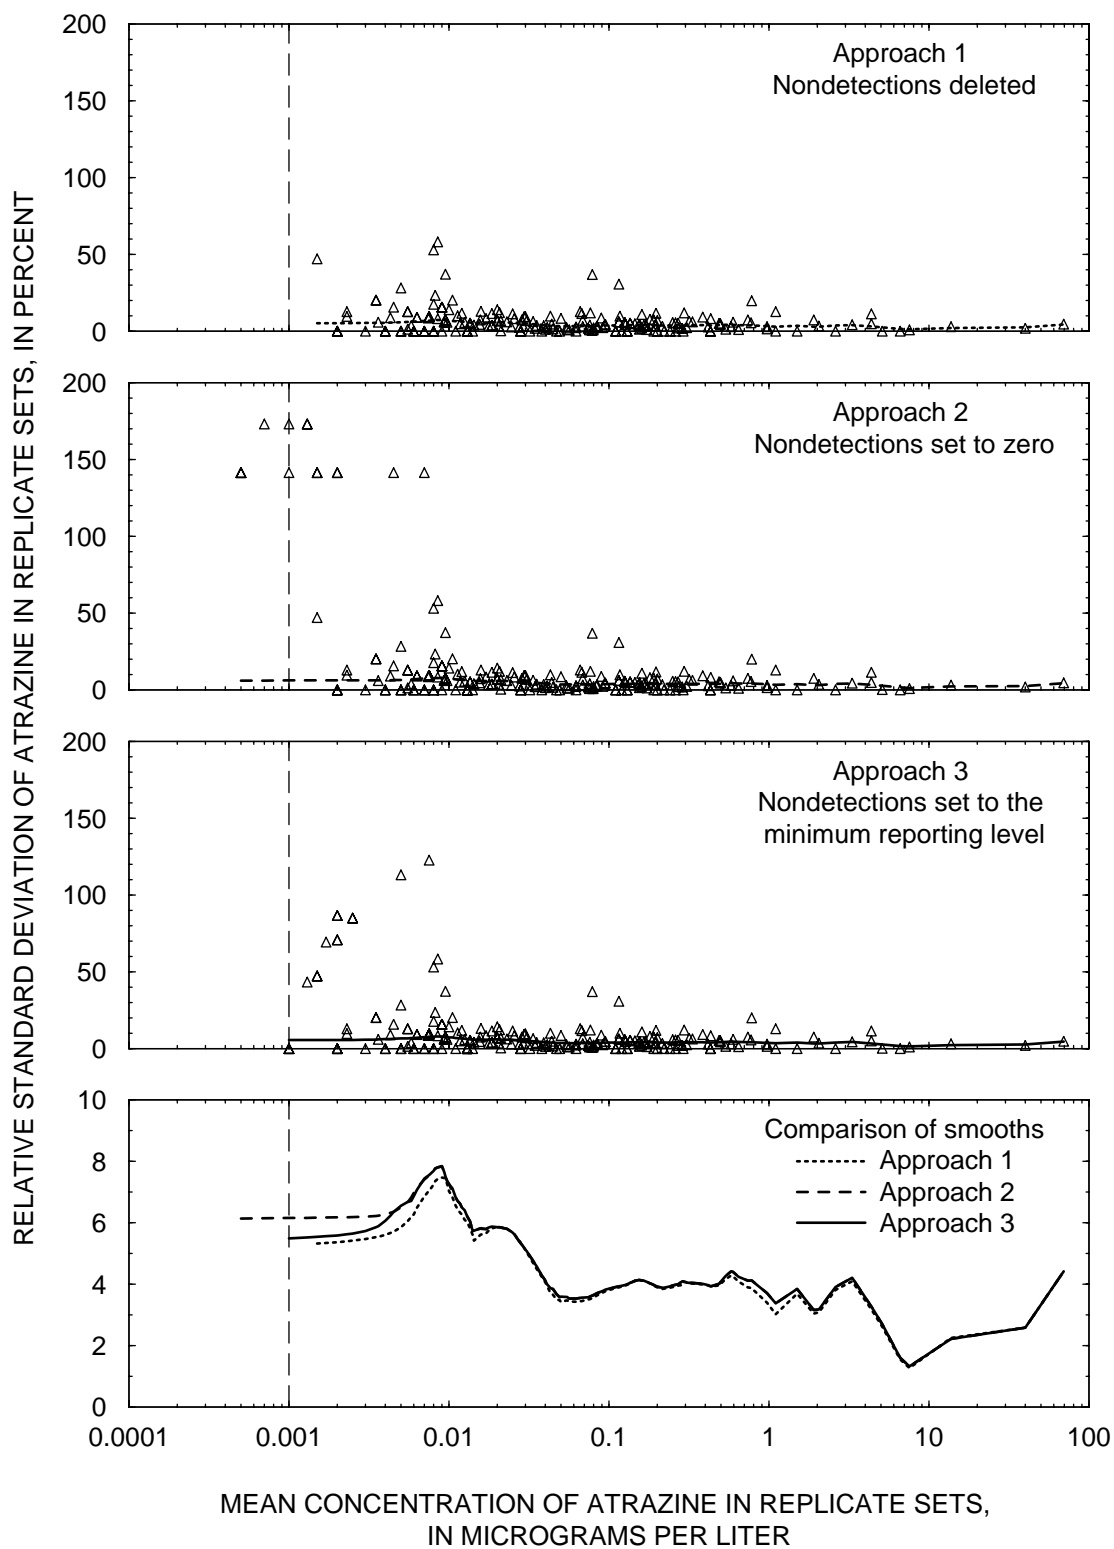 RELATIVE STANDARD DEVIATION OF ATRAZINE IN REPLICATE SETS, IN PERCENT
200
150
100
50
0
Approach 1
Nondetections deleted
200
150
100
50
0
Approach 2
Nondetections set to zero
200
150
100
50
0
Approach 3
Nondetections set to the
minimum reporting level
10
8
6
4
2
0
Comparison of smooths
Approach 1
Approach 2
Approach 3
0.0001 0.001 0.01 0.1 1 10 100
MEAN CONCENTRATION OF ATRAZINE IN REPLICATE SETS,
IN MICROGRAMS PER LITER